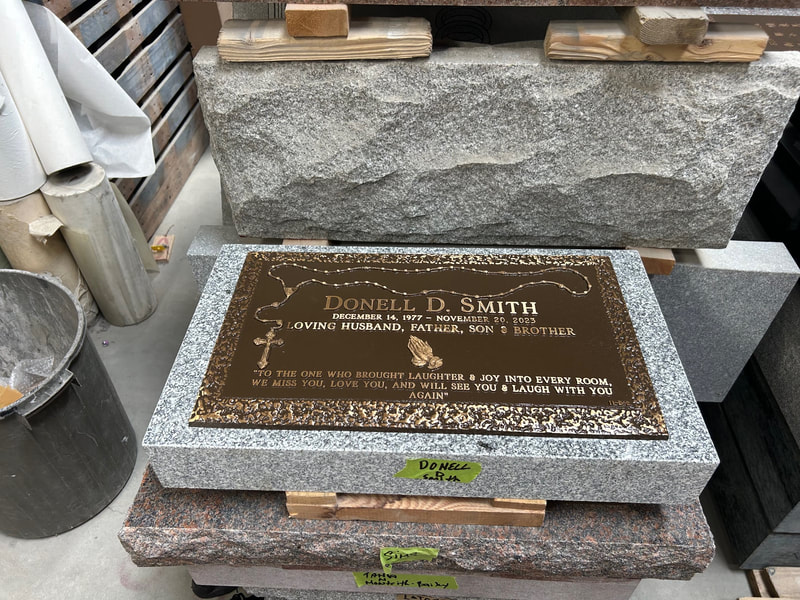 DONELL D. SMITH
DECEMBER 14, 1977 – NOVEMBER 20, 2023
LOVING HUSBAND, FATHER, SON & BROTHER
"TO THE ONE WHO BROUGHT LAUGHTER & JOY INTO EVERY ROOM,
WE MISS YOU, LOVE YOU, AND WILL SEE YOU & LAUGH WITH YOU
AGAIN"
DONELL
D
Smith